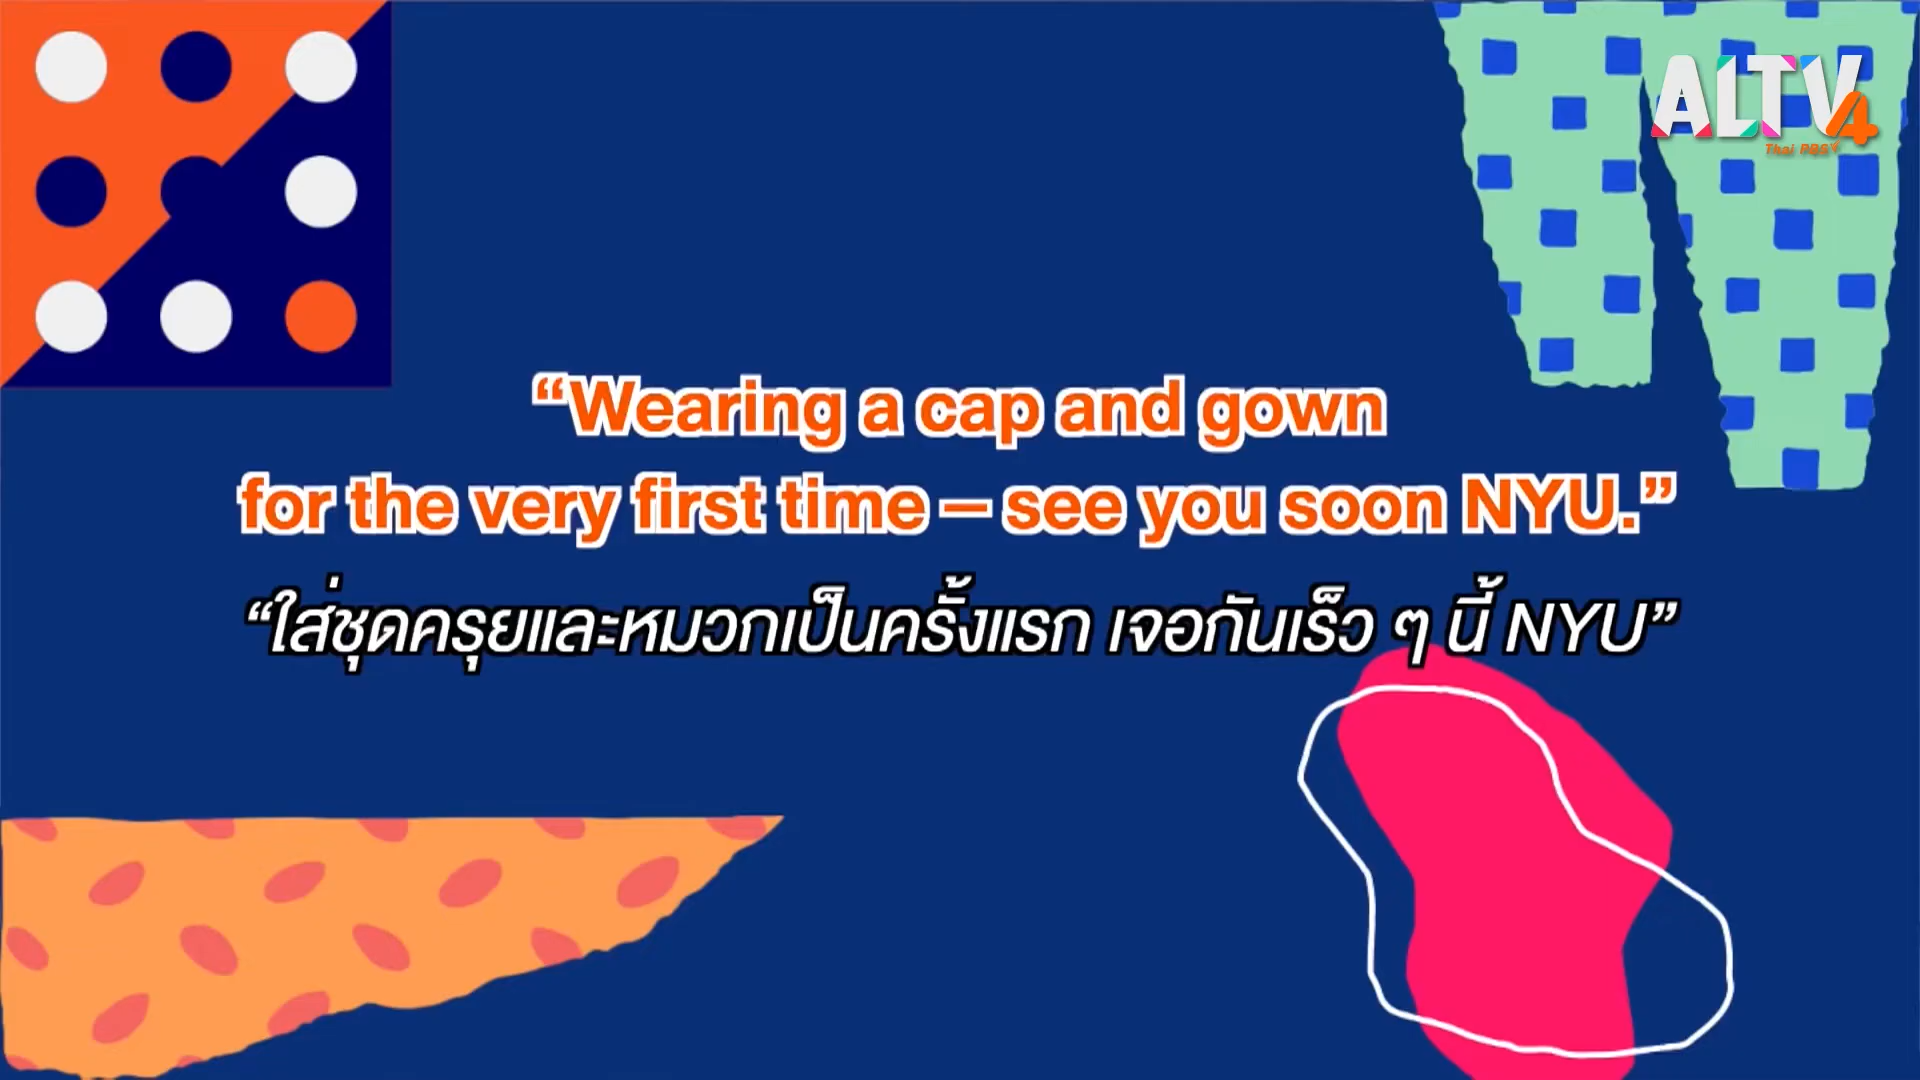 ALTV4
Thai PBS
“Wearing a cap and gown
for the very first time – see you soon NYU.”
“ใส่ชุดครุยและหมวกเป็นครั้งแรก เจอกันเร็ว ๆ นี้ NYU”